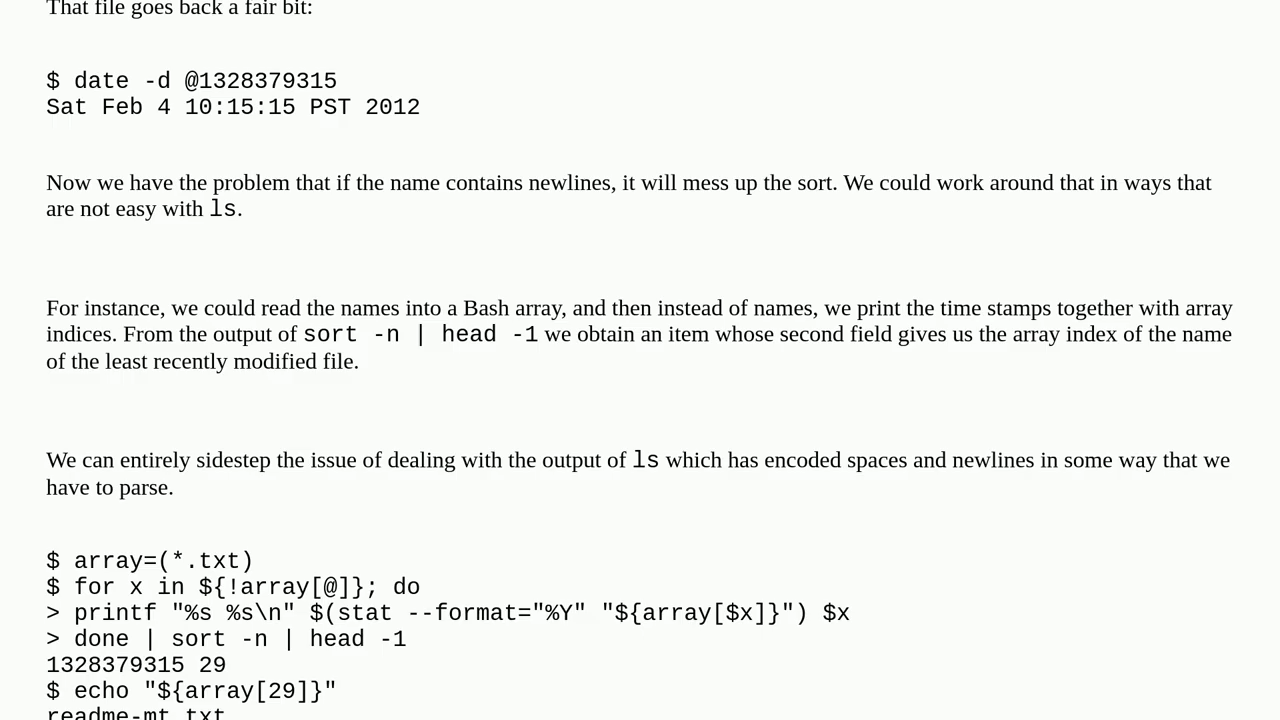 That file goes back a fair bit:
$ date -d @1328379315
Sat Feb 4 10:15:15 PST 2012
Now we have the problem that if the name contains newlines, it will mess up the sort. We could work around that in ways that
are not easy with ls.
For instance, we could read the names into a Bash array, and then instead of names, we print the time stamps together with array
indices. From the output of sort -n | head -1 we obtain an item whose second field gives us the array index of the name
of the least recently modified file.
We can entirely sidestep the issue of dealing with the output of ls which has encoded spaces and newlines in some way that we
have to parse.
$ array=(*.txt)
$ for x in ${!array[@]}; do
> printf "%s %s\n" $(stat --format="%Y" "${array[$x]}") $x
> done | sort -n | head -1
1328379315 29
$ echo "${array[29]}"
readme-mt.txt